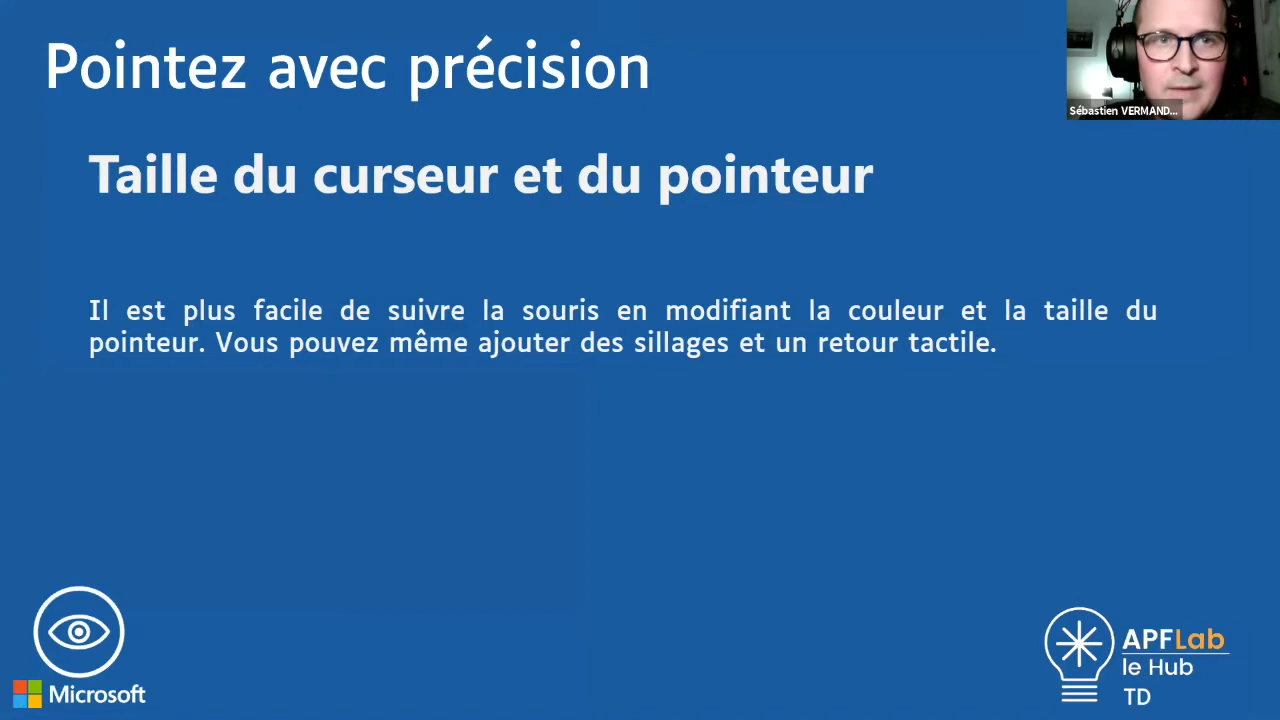 Pointez avec précision
Sébastien VERMAND...
Taille du curseur et du pointeur
Il est plus facile de suivre la souris en modifiant la couleur et la taille du
pointeur. Vous pouvez même ajouter des sillages et un retour tactile.
Microsoft
APFLab
le Hub
TD